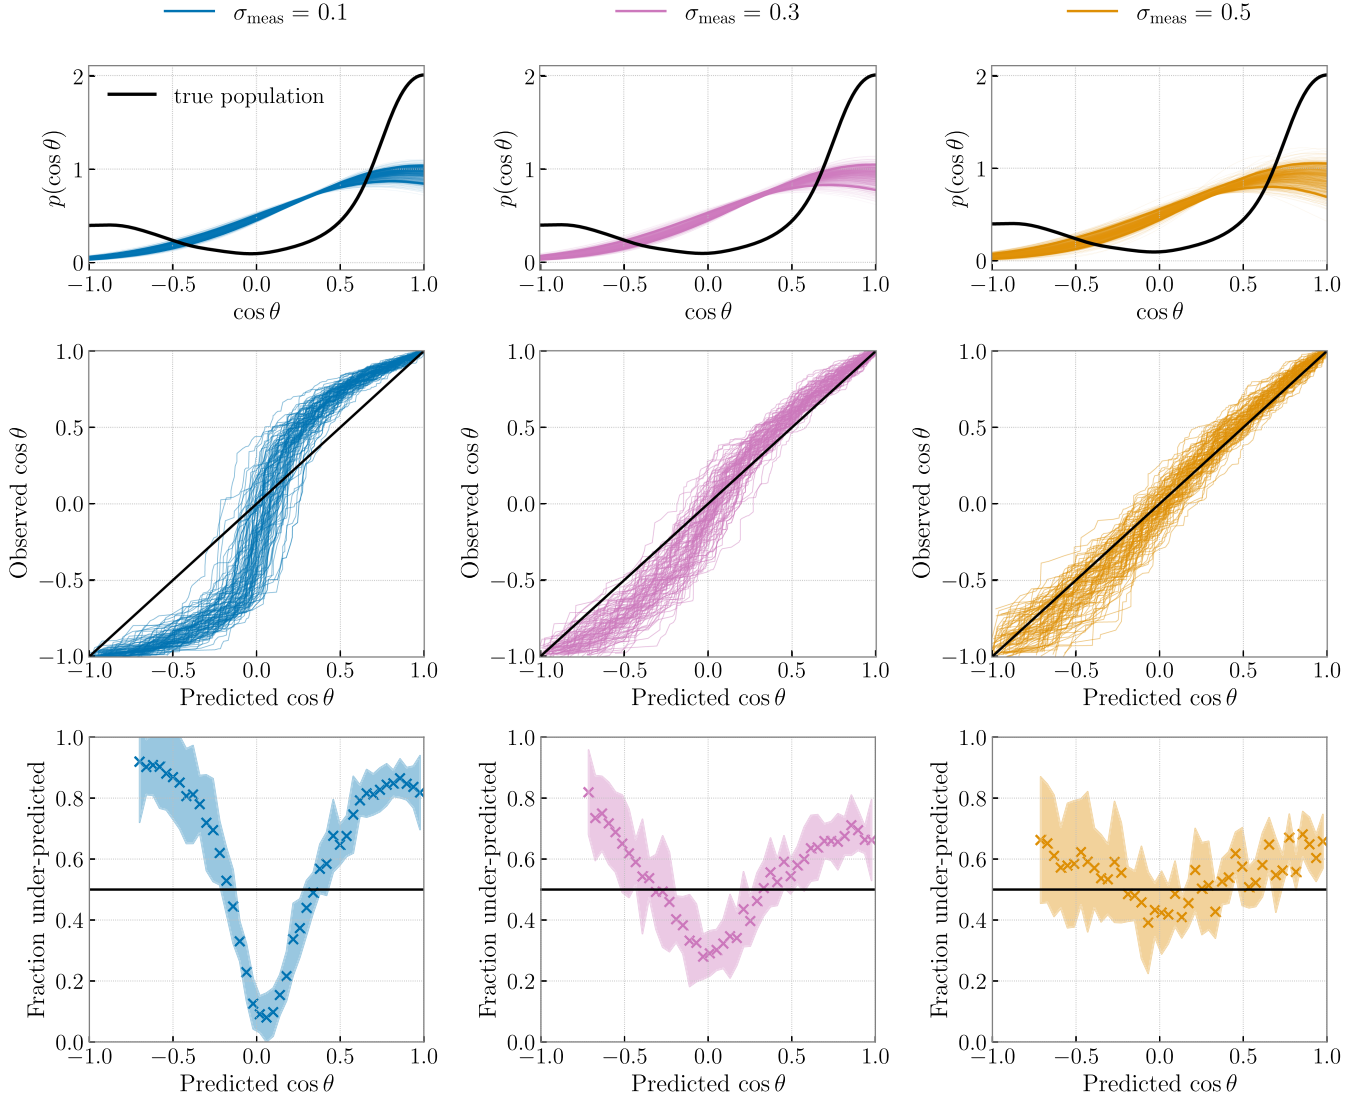 σ_meas = 0.1
σ_meas = 0.3
σ_meas = 0.5
true population
p(cos θ)
2
1
0
−1.0 −0.5 0.0 0.5 1.0
cos θ
p(cos θ)
2
1
0
−1.0 −0.5 0.0 0.5 1.0
cos θ
p(cos θ)
2
1
0
−1.0 −0.5 0.0 0.5 1.0
cos θ
Observed cos θ
1.0
0.5
0.0
−0.5
−1.0
−1.0 −0.5 0.0 0.5 1.0
Predicted cos θ
Observed cos θ
1.0
0.5
0.0
−0.5
−1.0
−1.0 −0.5 0.0 0.5 1.0
Predicted cos θ
Observed cos θ
1.0
0.5
0.0
−0.5
−1.0
−1.0 −0.5 0.0 0.5 1.0
Predicted cos θ
Fraction under-predicted
1.0
0.8
0.6
0.4
0.2
0.0
−1.0 −0.5 0.0 0.5 1.0
Predicted cos θ
Fraction under-predicted
1.0
0.8
0.6
0.4
0.2
0.0
−1.0 −0.5 0.0 0.5 1.0
Predicted cos θ
Fraction under-predicted
1.0
0.8
0.6
0.4
0.2
0.0
−1.0 −0.5 0.0 0.5 1.0
Predicted cos θ